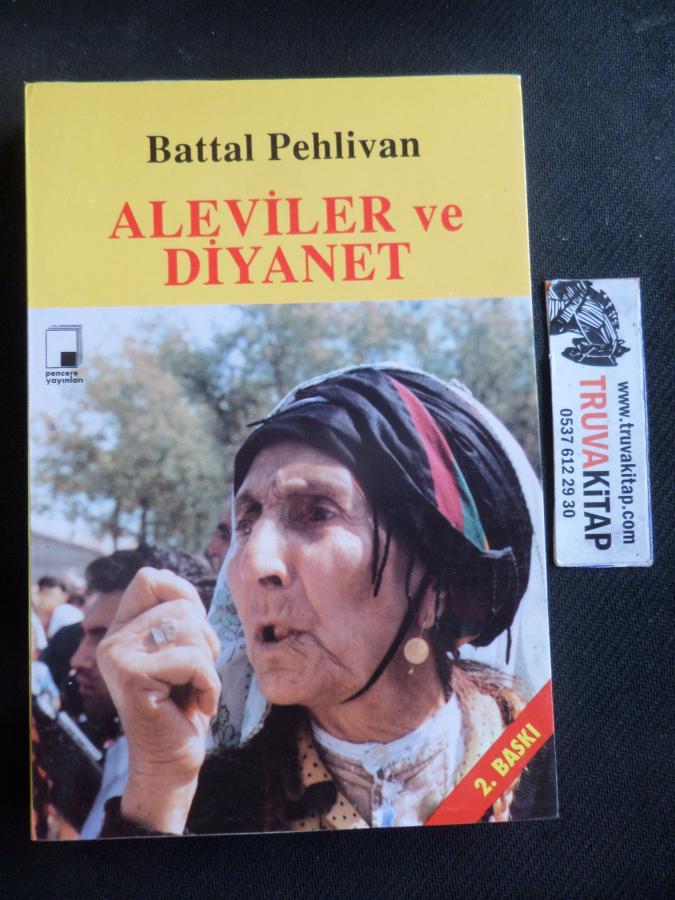 Battal Pehlivan
ALEVİLER ve
DİYANET
pencere
yayınları
2. BASKI
www.truvakitap.com
TRUVAKİTAP
0537 612 29 30